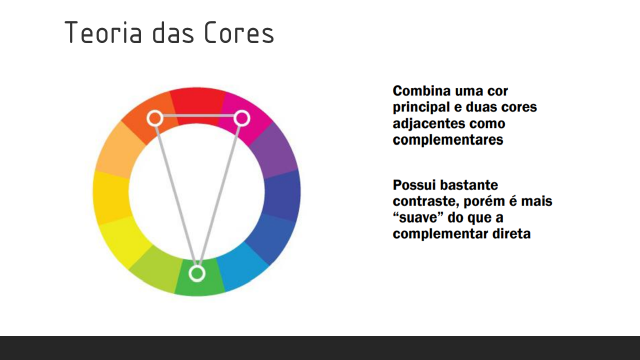 Teoria das Cores
Combina uma cor
principal e duas cores
adjacentes como
complementares
Possui bastante
contraste, porém é mais
“suave” do que a
complementar direta